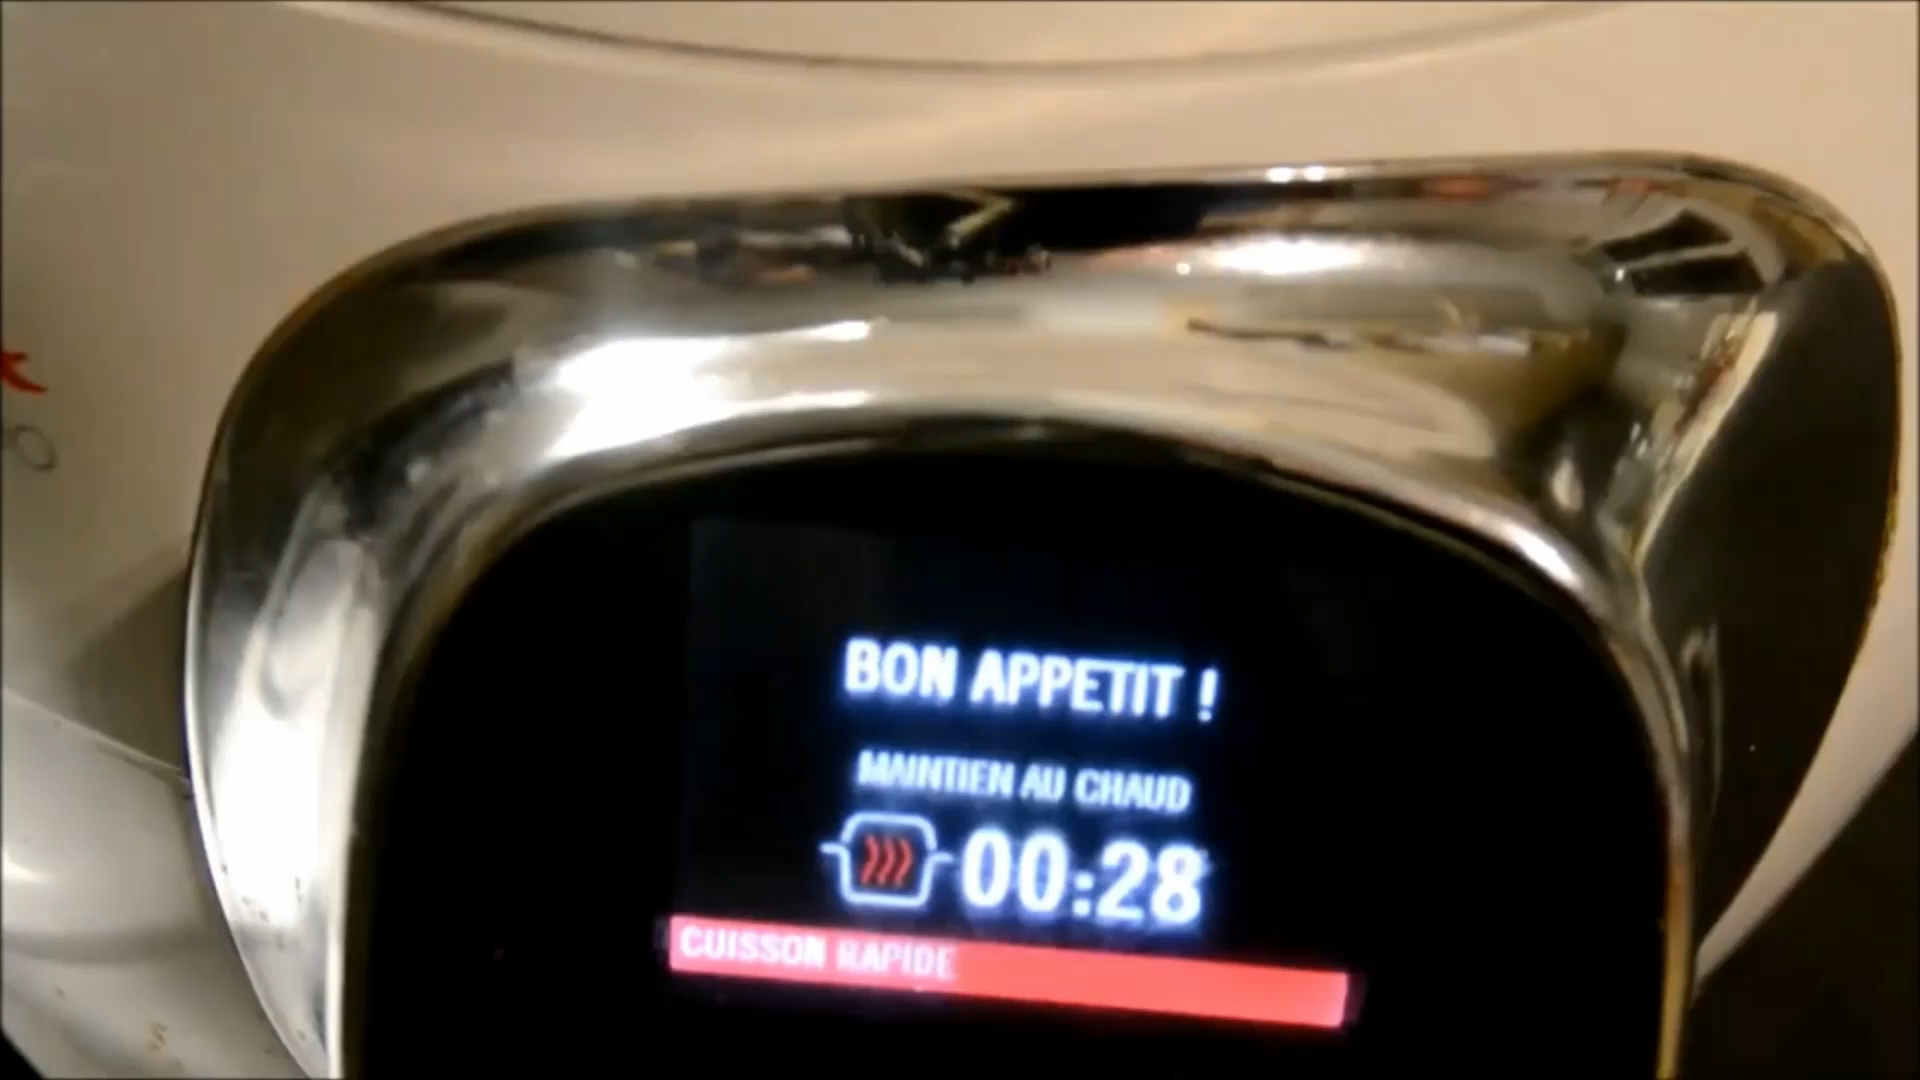 BON APPETIT !
MAINTIEN AU CHAUD
00:28
CUISSON RAPIDE